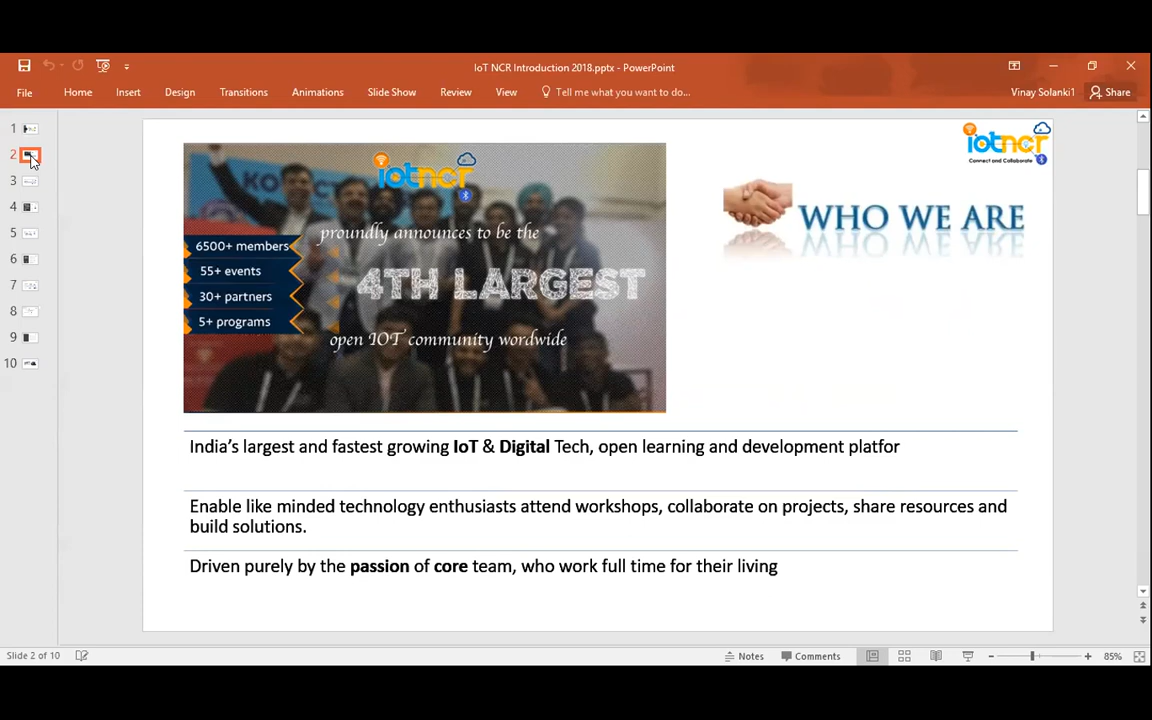 IoT NCR Introduction 2018.pptx - PowerPoint
File Home Insert Design Transitions Animations Slide Show Review View Tell me what you want to do... Vinay Solanki1 Share
1
2
3
4
5
6
7
8
9
10
iotncr
Connect and Collaborate
iotncr
proundly announces to be the
4TH LARGEST
open IOT community wordwide
6500+ members
55+ events
30+ partners
5+ programs
WHO WE ARE
India’s largest and fastest growing IoT & Digital Tech, open learning and development platfor
Enable like minded technology enthusiasts attend workshops, collaborate on projects, share resources and
build solutions.
Driven purely by the passion of core team, who work full time for their living
Slide 2 of 10 Notes Comments 85%